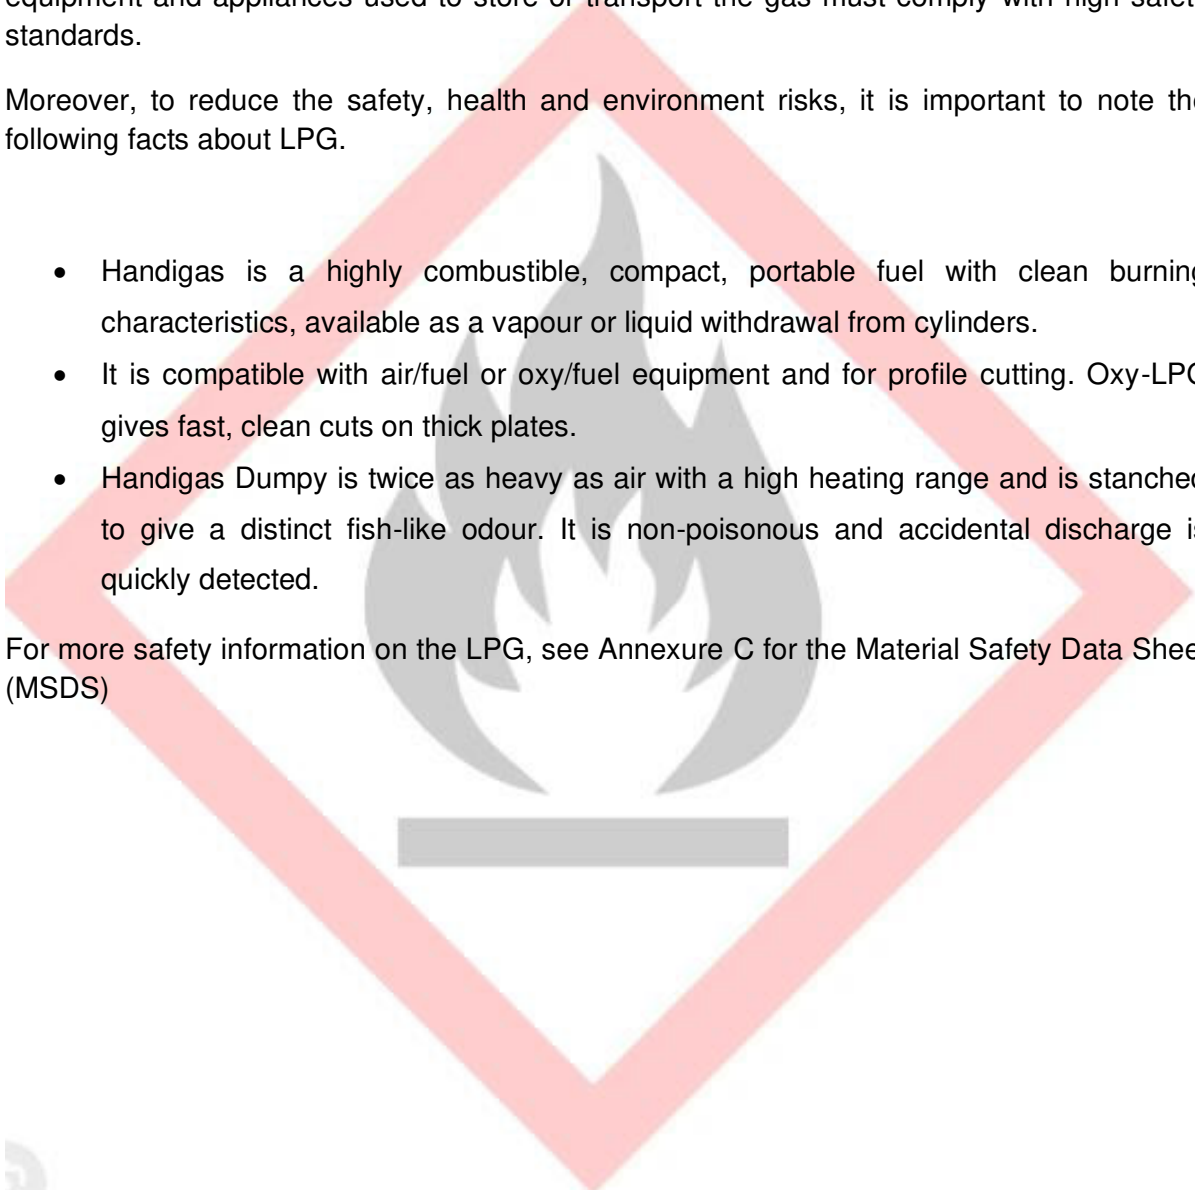 equipment and appliances used to store or transport the gas must comply with high safet
standards.
Moreover, to reduce the safety, health and environment risks, it is important to note the
following facts about LPG.
• Handigas is a highly combustible, compact, portable fuel with clean burning
characteristics, available as a vapour or liquid withdrawal from cylinders.
• It is compatible with air/fuel or oxy/fuel equipment and for profile cutting. Oxy-LPG
gives fast, clean cuts on thick plates.
• Handigas Dumpy is twice as heavy as air with a high heating range and is stanched
to give a distinct fish-like odour. It is non-poisonous and accidental discharge is
quickly detected.
For more safety information on the LPG, see Annexure C for the Material Safety Data Shee
(MSDS)